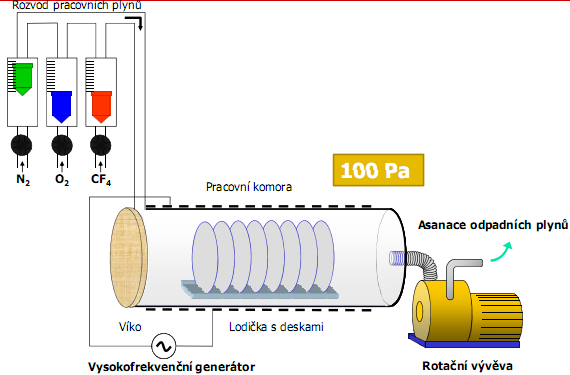 Rozvod pracovních plynů
N2
O2
CF4
100 Pa
Pracovní komora
Asanace odpadních plynů
Víko
Lodička s deskami
Vysokofrekvenční generátor
Rotační vývěva